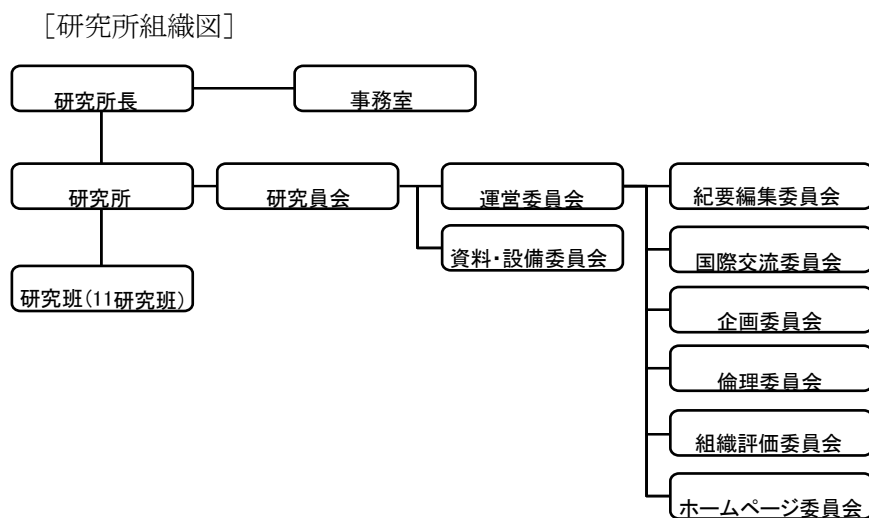 [研究所組織図]
研究所長
事務室
研究所
研究員会
運営委員会
紀要編集委員会
資料・設備委員会
国際交流委員会
研究班(11研究班)
企画委員会
倫理委員会
組織評価委員会
ホームページ委員会